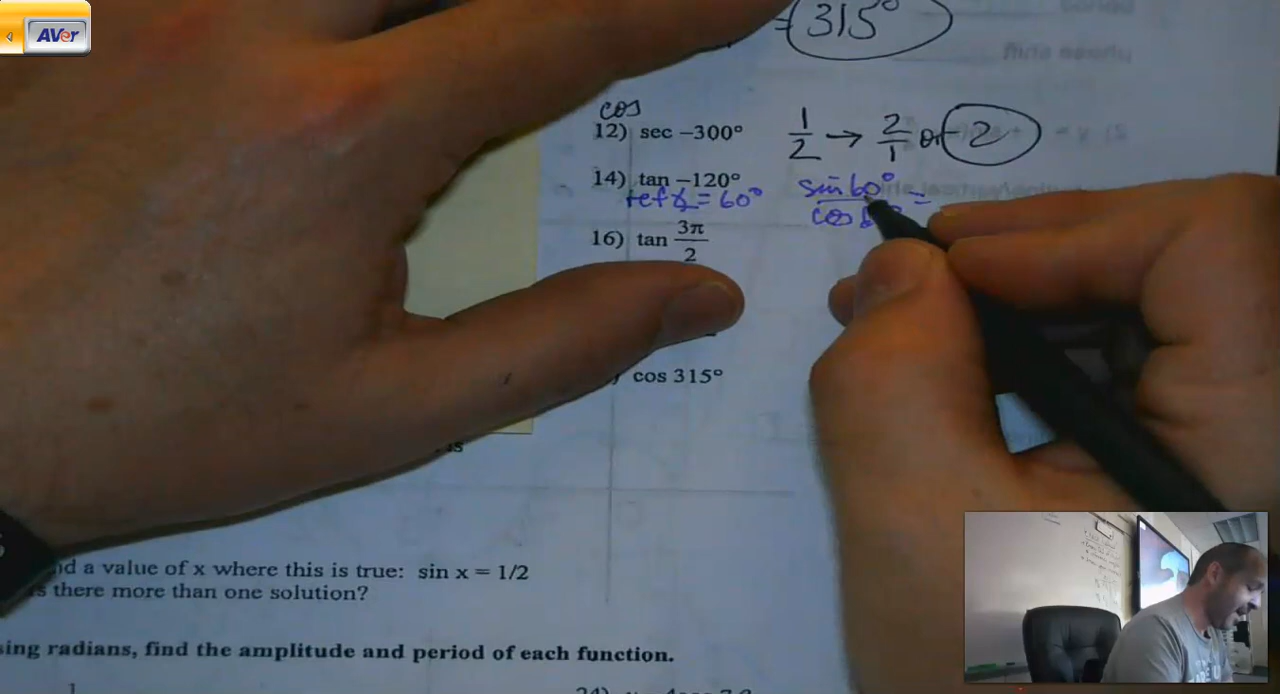 AVer
= 315°
cos
12) sec −300° 1/2 → 2/1 or 2
14) tan −120° sin 60°
ref ∠ = 60° cos =
16) tan 3π/2
cos 315°
a value of x where this is true: sin x = 1/2
there more than one solution?
sing radians, find the amplitude and period of each function.